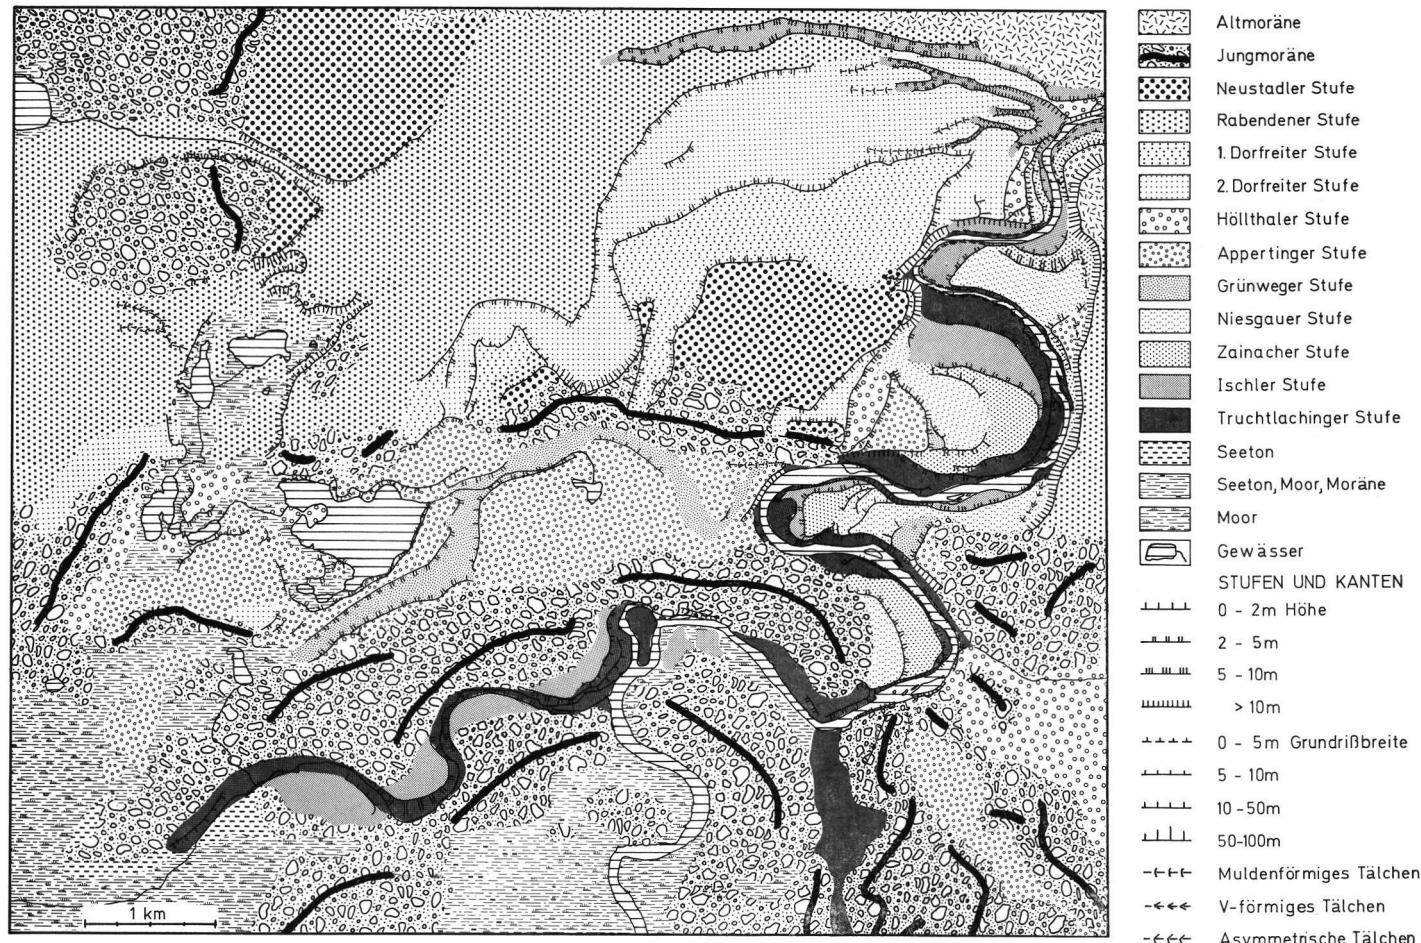 Altmoräne
Jungmoräne
Neustadler Stufe
Rabendener Stufe
1. Dorfreiter Stufe
2. Dorfreiter Stufe
Höllthaler Stufe
Appertinger Stufe
Grünweger Stufe
Niesgauer Stufe
Zainacher Stufe
Ischler Stufe
Truchtlachinger Stufe
Seeton
Seeton, Moor, Moräne
Moor
Gewässer
STUFEN UND KANTEN
0 - 2m Höhe
2 - 5m
5 - 10m
> 10m
0 - 5m Grundrißbreite
5 - 10m
10 - 50m
50-100m
Muldenförmiges Tälchen
V-förmiges Tälchen
Asymmetrische Tälchen
1 km